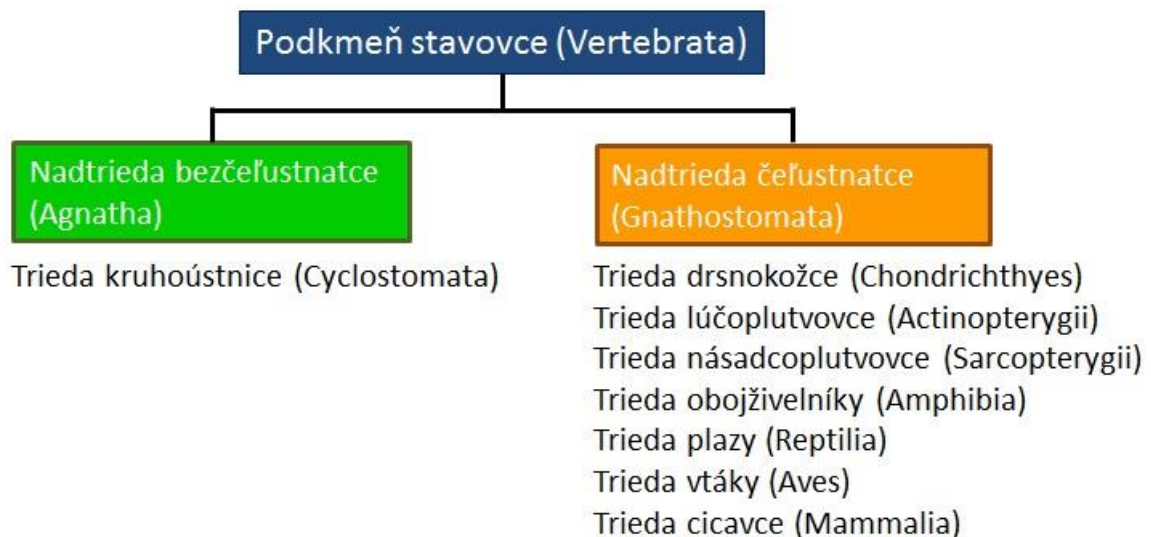 Podkmeň stavovce (Vertebrata)
Nadtrieda bezčeľustnatce
(Agnatha)
Trieda kruhoústnice (Cyclostomata)
Nadtrieda čeľustnatce
(Gnathostomata)
Trieda drsnokožce (Chondrichthyes)
Trieda lúčoplutvovce (Actinopterygii)
Trieda násadcoplutvovce (Sarcopterygii)
Trieda obojživelníky (Amphibia)
Trieda plazy (Reptilia)
Trieda vtáky (Aves)
Trieda cicavce (Mammalia)